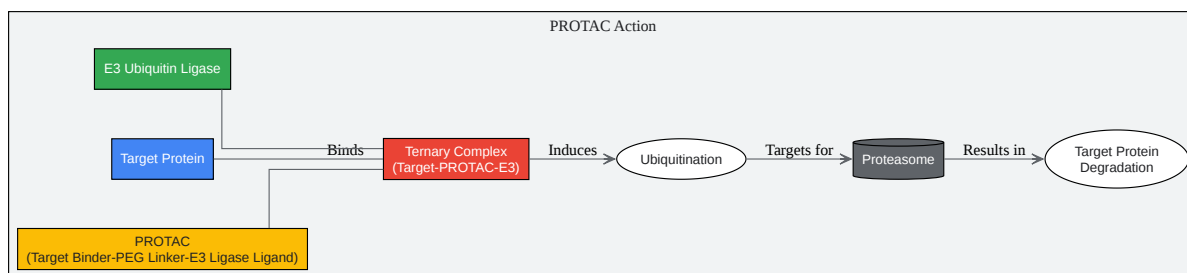 PROTAC Action
E3 Ubiquitin Ligase
Target Protein
Binds
Ternary Complex
(Target-PROTAC-E3)
Induces
Ubiquitination
Targets for
Proteasome
Results in
Target Protein
Degradation
PROTAC
(Target Binder-PEG Linker-E3 Ligase Ligand)